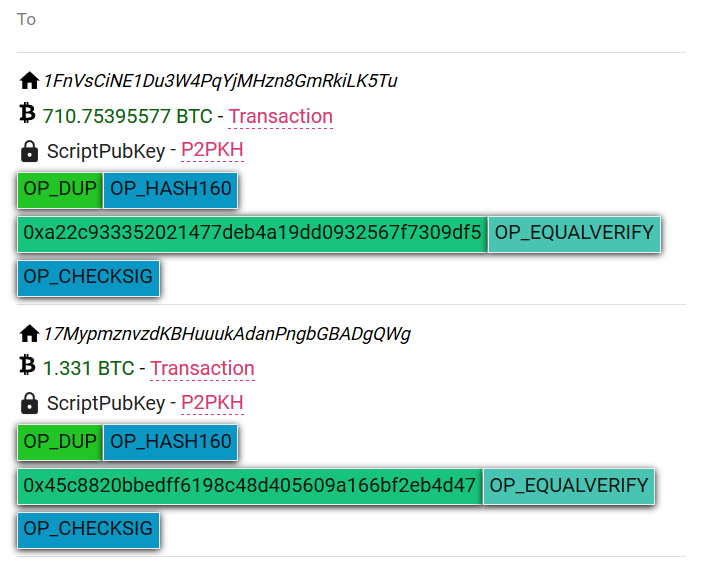 To
1FnVsCiNE1Du3W4PqYjMHzn8GmRkiLK5Tu
710.75395577 BTC - Transaction
ScriptPubKey - P2PKH
OP_DUP OP_HASH160
0xa22c933352021477deb4a19dd0932567f7309df5 OP_EQUALVERIFY
OP_CHECKSIG
17MypmznvzdKBHuuukAdanPngbGBADgQWg
1.331 BTC - Transaction
ScriptPubKey - P2PKH
OP_DUP OP_HASH160
0x45c8820bbedff6198c48d405609a166bf2eb4d47 OP_EQUALVERIFY
OP_CHECKSIG